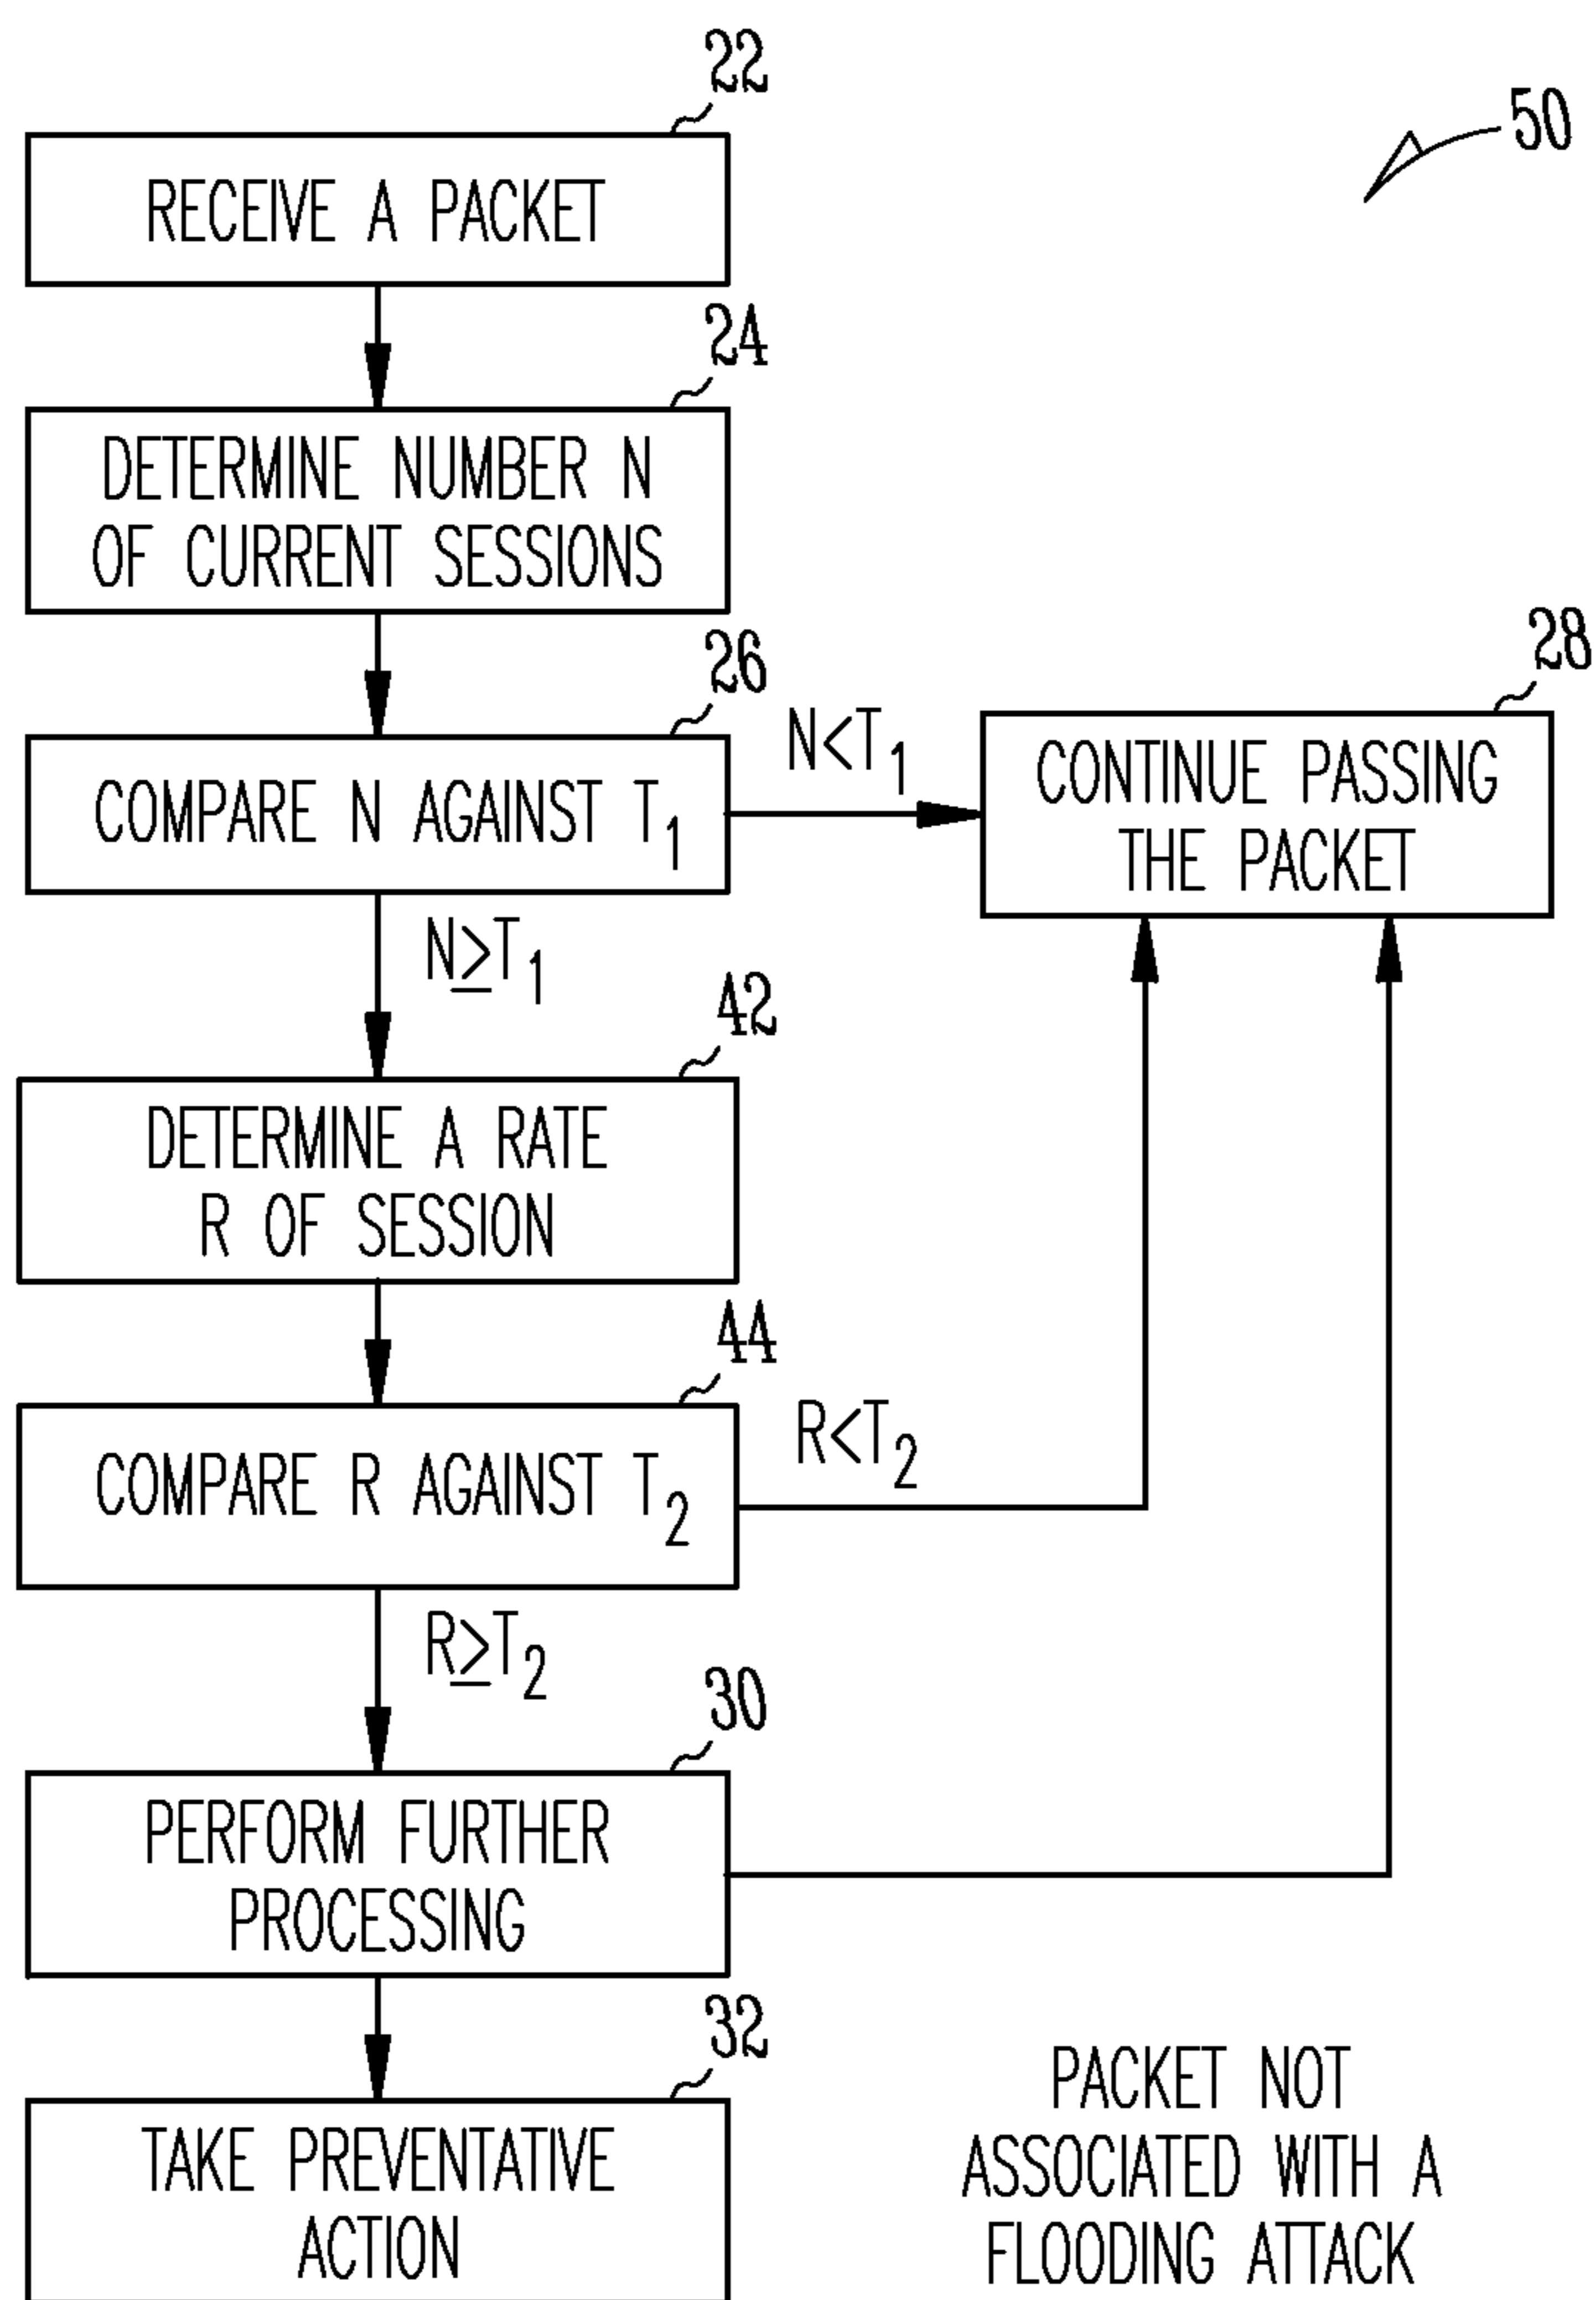 22
50
RECEIVE A PACKET
24
DETERMINE NUMBER N
OF CURRENT SESSIONS
26
28
N<T1
COMPARE N AGAINST T1
CONTINUE PASSING
THE PACKET
N≥T1
42
DETERMINE A RATE
R OF SESSION
44
R<T2
COMPARE R AGAINST T2
R≥T2
30
PERFORM FURTHER
PROCESSING
32
TAKE PREVENTATIVE
ACTION
PACKET NOT
ASSOCIATED WITH A
FLOODING ATTACK